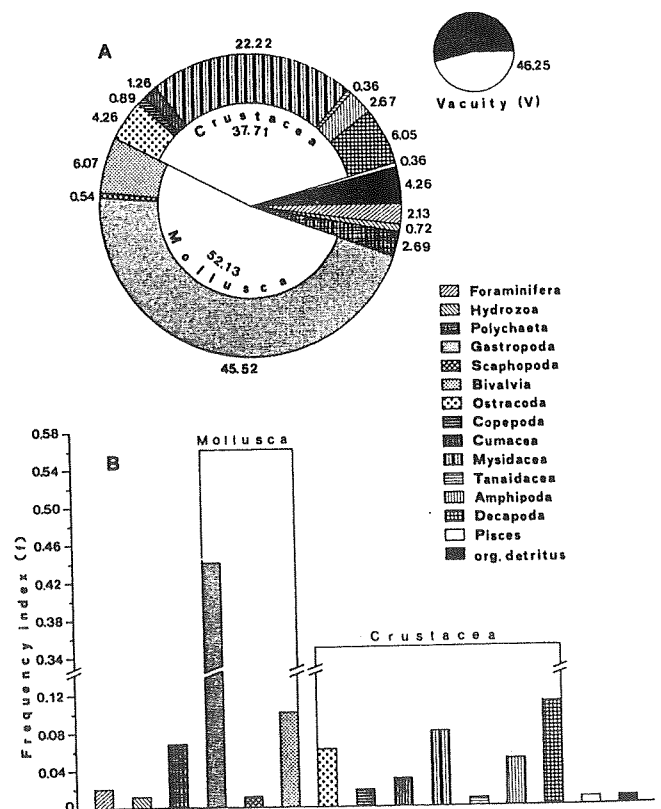 A
22.22
1.26
0.89
4.26
6.07
0.54
0.36
2.67
6.05
0.36
4.26
2.13
0.72
2.69
45.52
Crustacea
37.71
52.13
Mollusca
46.25
Vacuity (V)
Foraminifera
Hydrozoa
Polychaeta
Gastropoda
Scaphopoda
Bivalvia
Ostracoda
Copepoda
Cumacea
Mysidacea
Tanaidacea
Amphipoda
Decapoda
Pisces
org. detritus
B
Mollusca
Crustacea
Frequency index (f)
0.58
0.54
0.50
0.46
0.42
0.38
0.34
0.12
0.08
0.04
0